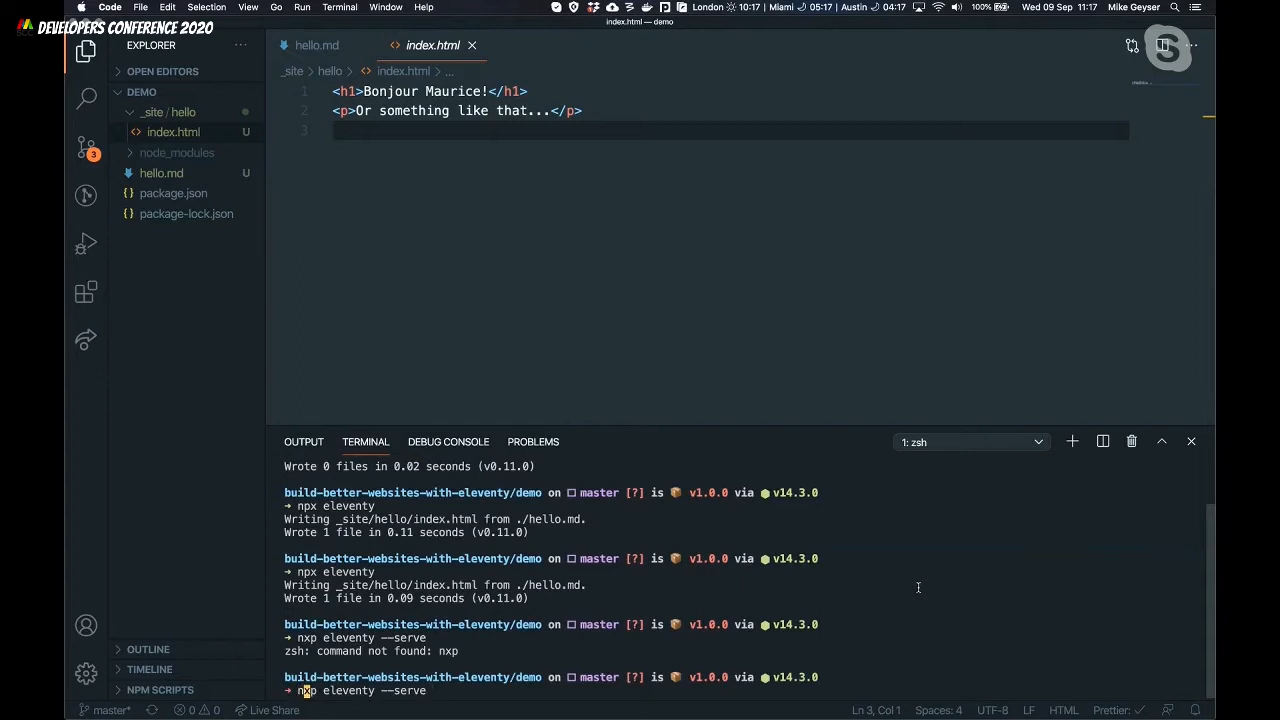 Code File Edit Selection View Go Run Terminal Window Help London 10:17 | Miami 05:17 | Austin 04:17 100% Wed 09 Sep 11:17 Mike Geyser
DEVELOPERS CONFERENCE 2020
index.html — demo
EXPLORER
hello.md
index.html
OPEN EDITORS
_site > hello > index.html > ...
DEMO
_site / hello
index.html U
node_modules
hello.md U
package.json
package-lock.json
3
1 <h1>Bonjour Maurice!</h1>
2 <p>Or something like that...</p>
3
OUTPUT TERMINAL DEBUG CONSOLE PROBLEMS 1: zsh
Wrote 0 files in 0.02 seconds (v0.11.0)
build-better-websites-with-eleventy/demo on master [?] is v1.0.0 via v14.3.0
➜ npx eleventy
Writing _site/hello/index.html from ./hello.md.
Wrote 1 file in 0.11 seconds (v0.11.0)
build-better-websites-with-eleventy/demo on master [?] is v1.0.0 via v14.3.0
➜ npx eleventy
Writing _site/hello/index.html from ./hello.md.
Wrote 1 file in 0.09 seconds (v0.11.0)
build-better-websites-with-eleventy/demo on master [?] is v1.0.0 via v14.3.0
➜ nxp eleventy --serve
zsh: command not found: nxp
build-better-websites-with-eleventy/demo on master [?] is v1.0.0 via v14.3.0
➜ nxp eleventy --serve
OUTLINE
TIMELINE
NPM SCRIPTS
master* 0 0 Live Share Ln 3, Col 1 Spaces: 4 UTF-8 LF HTML Prettier: ✓